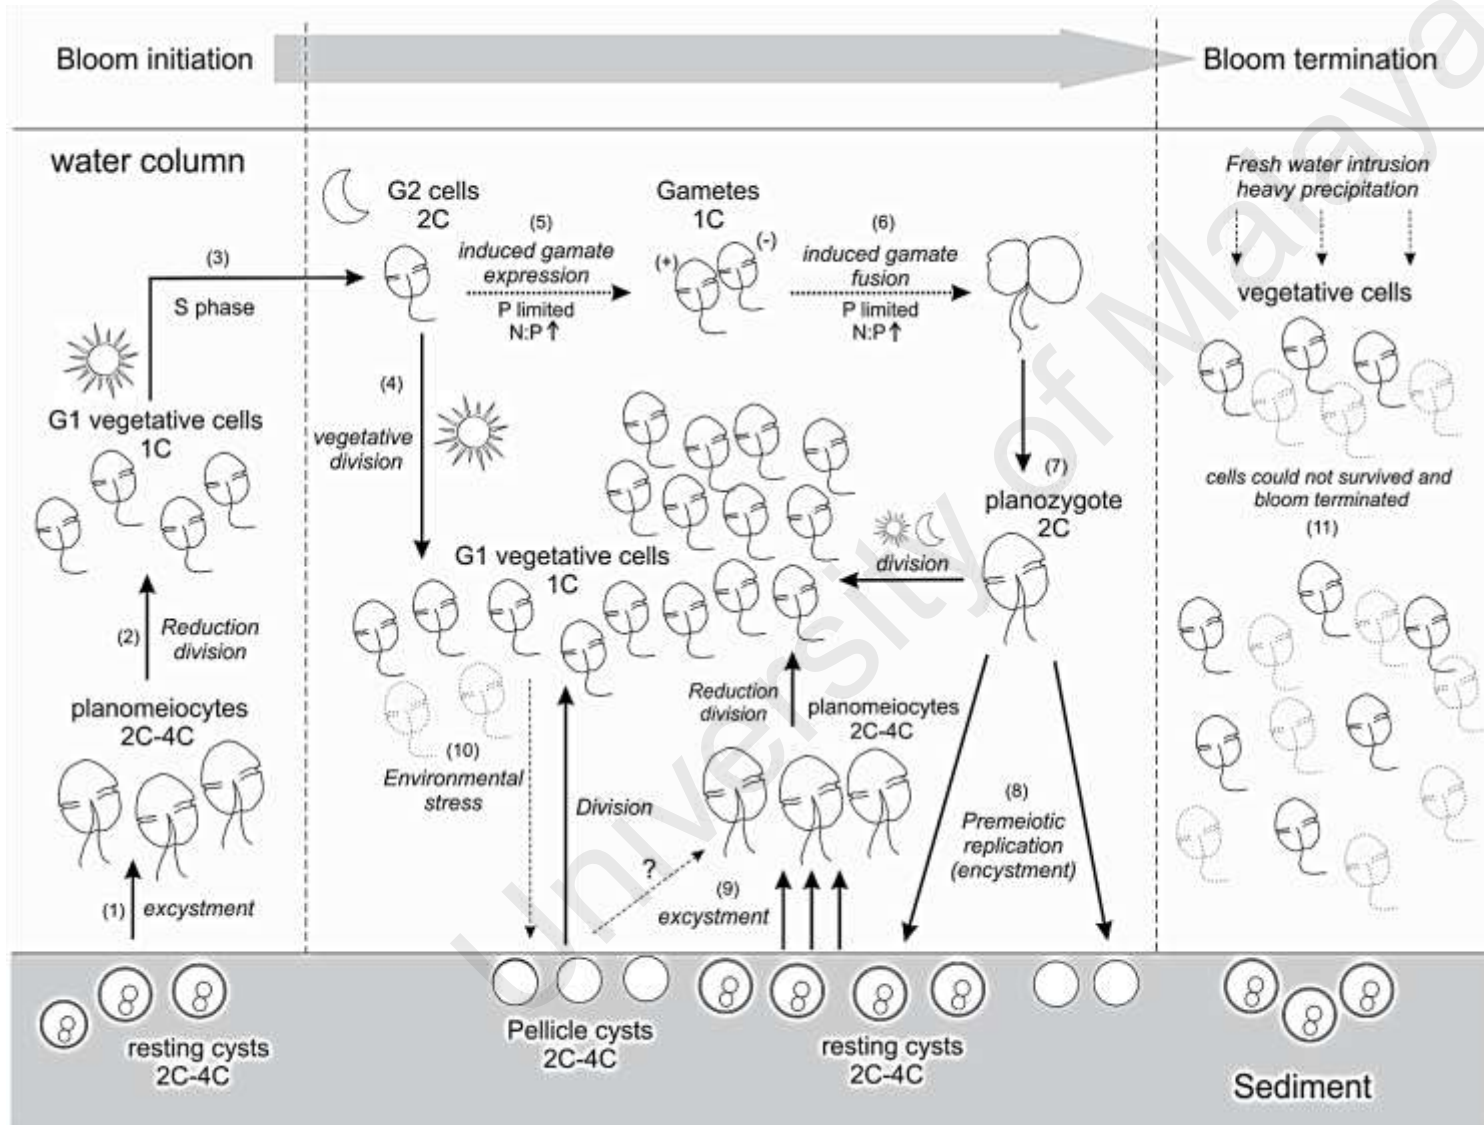 Bloom initiation
Bloom termination
water column
(3)
S phase
G1 vegetative cells
1C
(2)
Reduction
division
planomeiocytes
2C-4C
(1)
excystment
resting cysts
2C-4C
G2 cells
2C
(5)
induced gamate
expression
P limited
N:P↑
Gametes
1C
(+)
(-)
(6)
induced gamate
fusion
P limited
N:P↑
(4)
vegetative
division
(7)
planozygote
2C
division
G1 vegetative cells
1C
(10)
Environmental
stress
Division
?
Reduction
division
planomeiocytes
2C-4C
(9)
excystment
(8)
Premeiotic
replication
(encystment)
Pellicle cysts
2C-4C
resting cysts
2C-4C
Fresh water intrusion
heavy precipitation
vegetative cells
cells could not survived and
bloom terminated
(11)
Sediment
University of Malaya